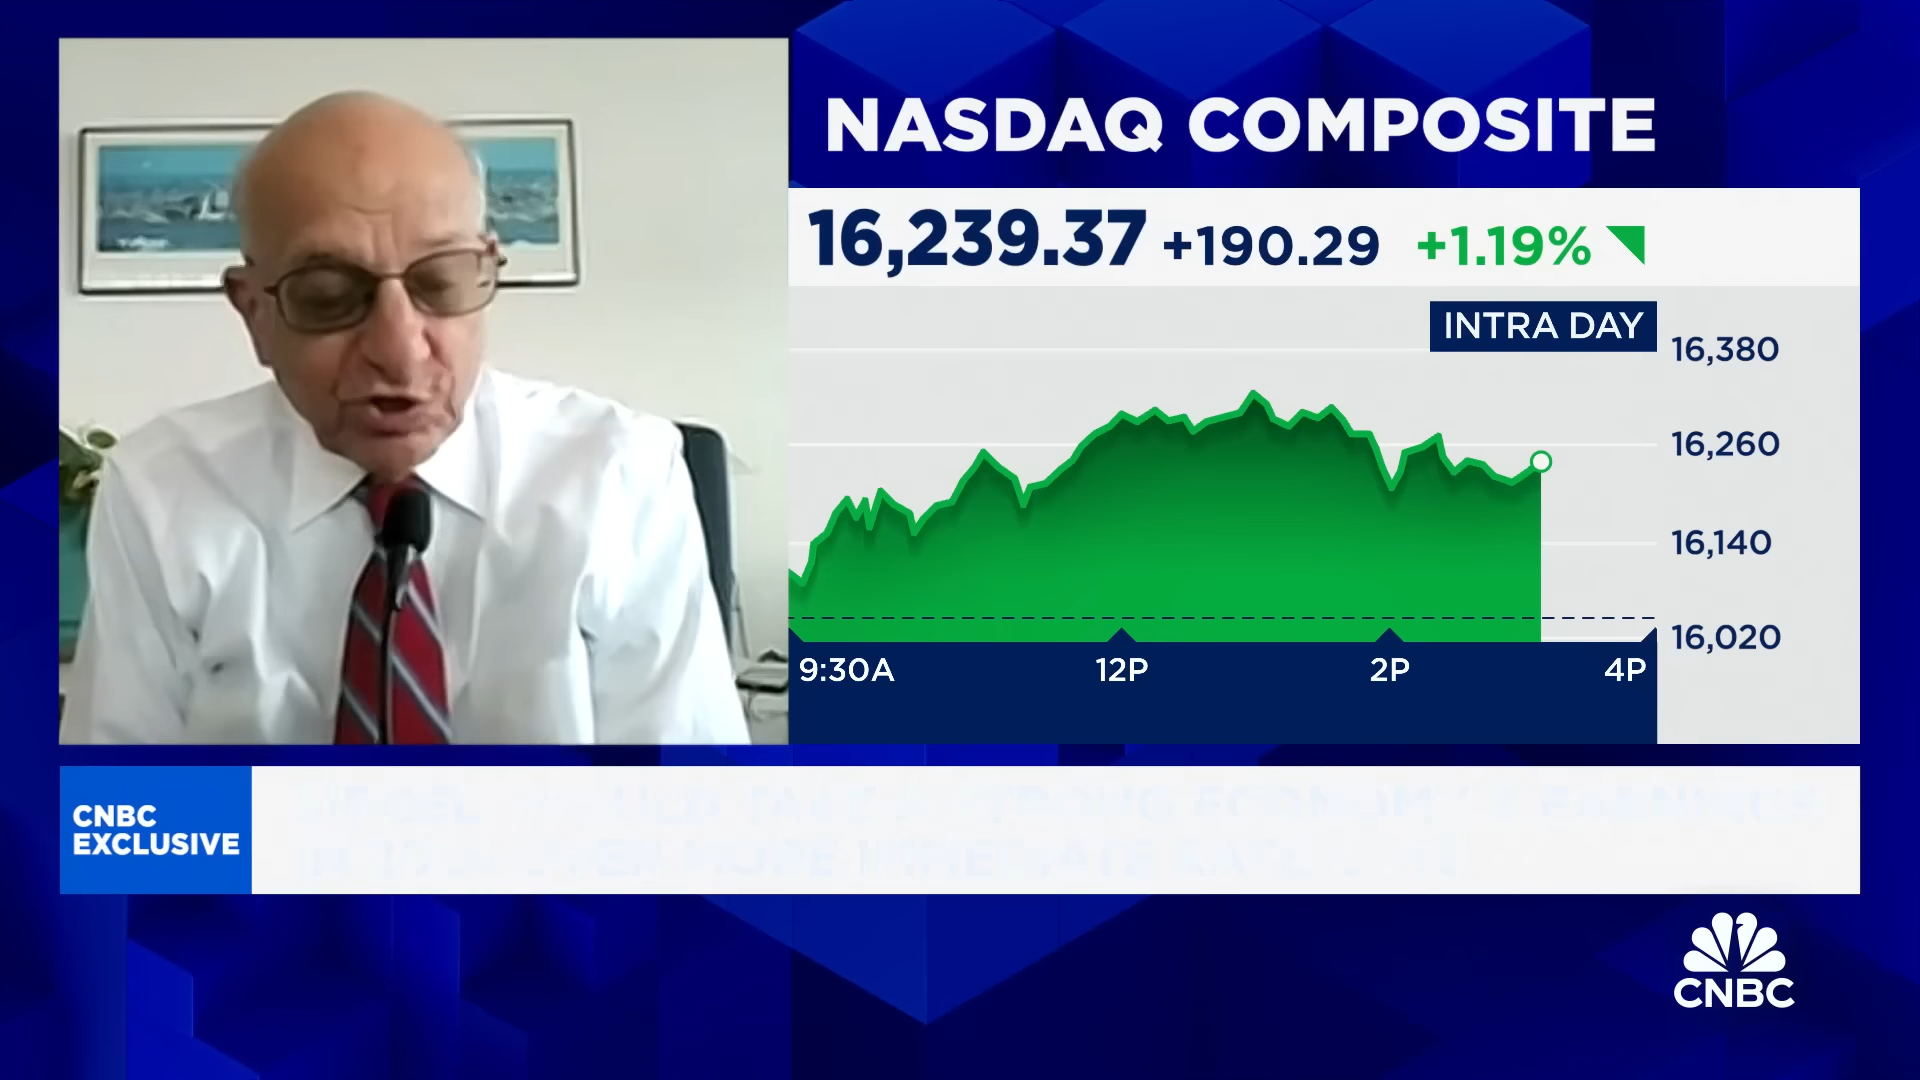 NASDAQ COMPOSITE
16,239.37 +190.29 +1.19%
INTRA DAY
16,380
16,260
16,140
16,020
9:30A 12P 2P 4P
CNBC
EXCLUSIVE
CNBC